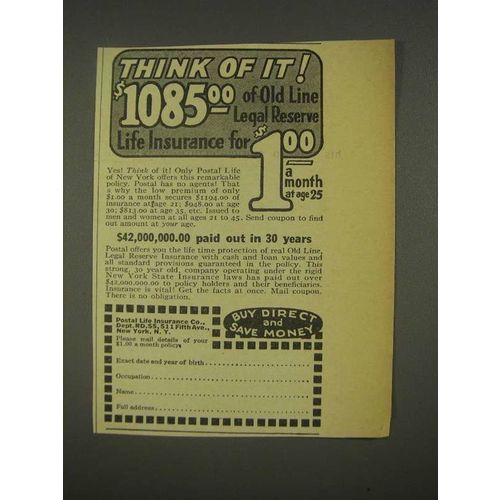 THINK OF IT!
$1085.00 of Old Line
Legal Reserve
Life Insurance for $1.00
a
month
at age 25
Yes! Think of it! Only Postal Life
of New York offers this remarkable
policy. Postal has no agents! That
s why the low premium of only
$1.00 a month secures $1194.00 of
insurance at age 21; $948.00 at age
30; $813.00 at age 35, etc. Issued to
men and women at all ages 21 to 45. Send coupon to find
out amount at your age.
$42,000,000.00 paid out in 30 years
Postal offers you the life time protection of real Old Line,
Legal Reserve Insurance with cash and loan values and
all standard provisions guaranteed in the policy. This
strong, 30 year old, company operating under the rigid
New York State Insurance laws has paid out over
$42,000,000.00 to policy holders and their beneficiaries.
Insurance is vital! Get the facts at once. Mail coupon.
There is no obligation.
Postal Life Insurance Co.,
Dept. RD.55, 511 Fifth Ave.,
New York, N. Y.
Please mail details of your
$1.00 a month policy.
BUY DIRECT
and
SAVE MONEY
Exact date and year of birth
Occupation
Name
Full address